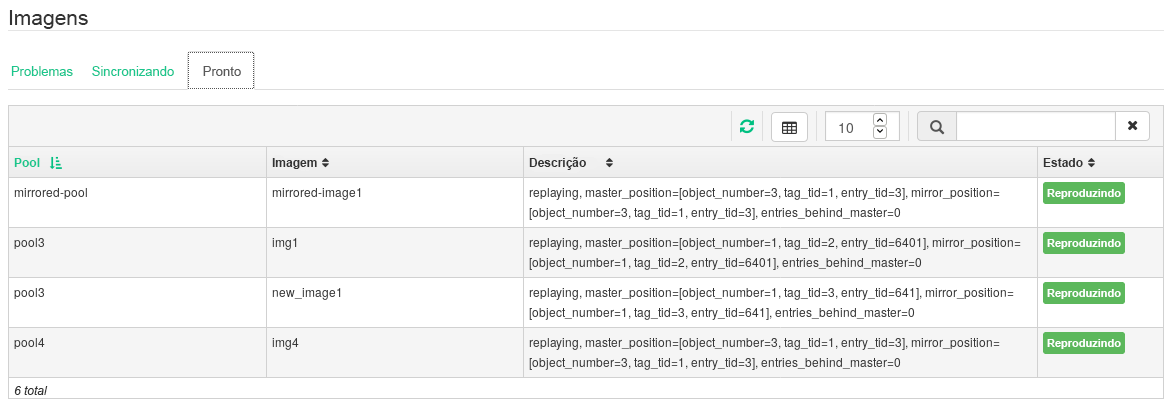 Imagens
Problemas Sincronizando Pronto
10
Pool Imagem Descrição Estado
mirrored-pool mirrored-image1 replaying, master_position=[object_number=3, tag_tid=1, entry_tid=3], mirror_position= Reproduzindo
[object_number=3, tag_tid=1, entry_tid=3], entries_behind_master=0
pool3 img1 replaying, master_position=[object_number=1, tag_tid=2, entry_tid=6401], mirror_position= Reproduzindo
[object_number=1, tag_tid=2, entry_tid=6401], entries_behind_master=0
pool3 new_image1 replaying, master_position=[object_number=1, tag_tid=3, entry_tid=641], mirror_position= Reproduzindo
[object_number=1, tag_tid=3, entry_tid=641], entries_behind_master=0
pool4 img4 replaying, master_position=[object_number=3, tag_tid=1, entry_tid=3], mirror_position= Reproduzindo
[object_number=3, tag_tid=1, entry_tid=3], entries_behind_master=0
6 total